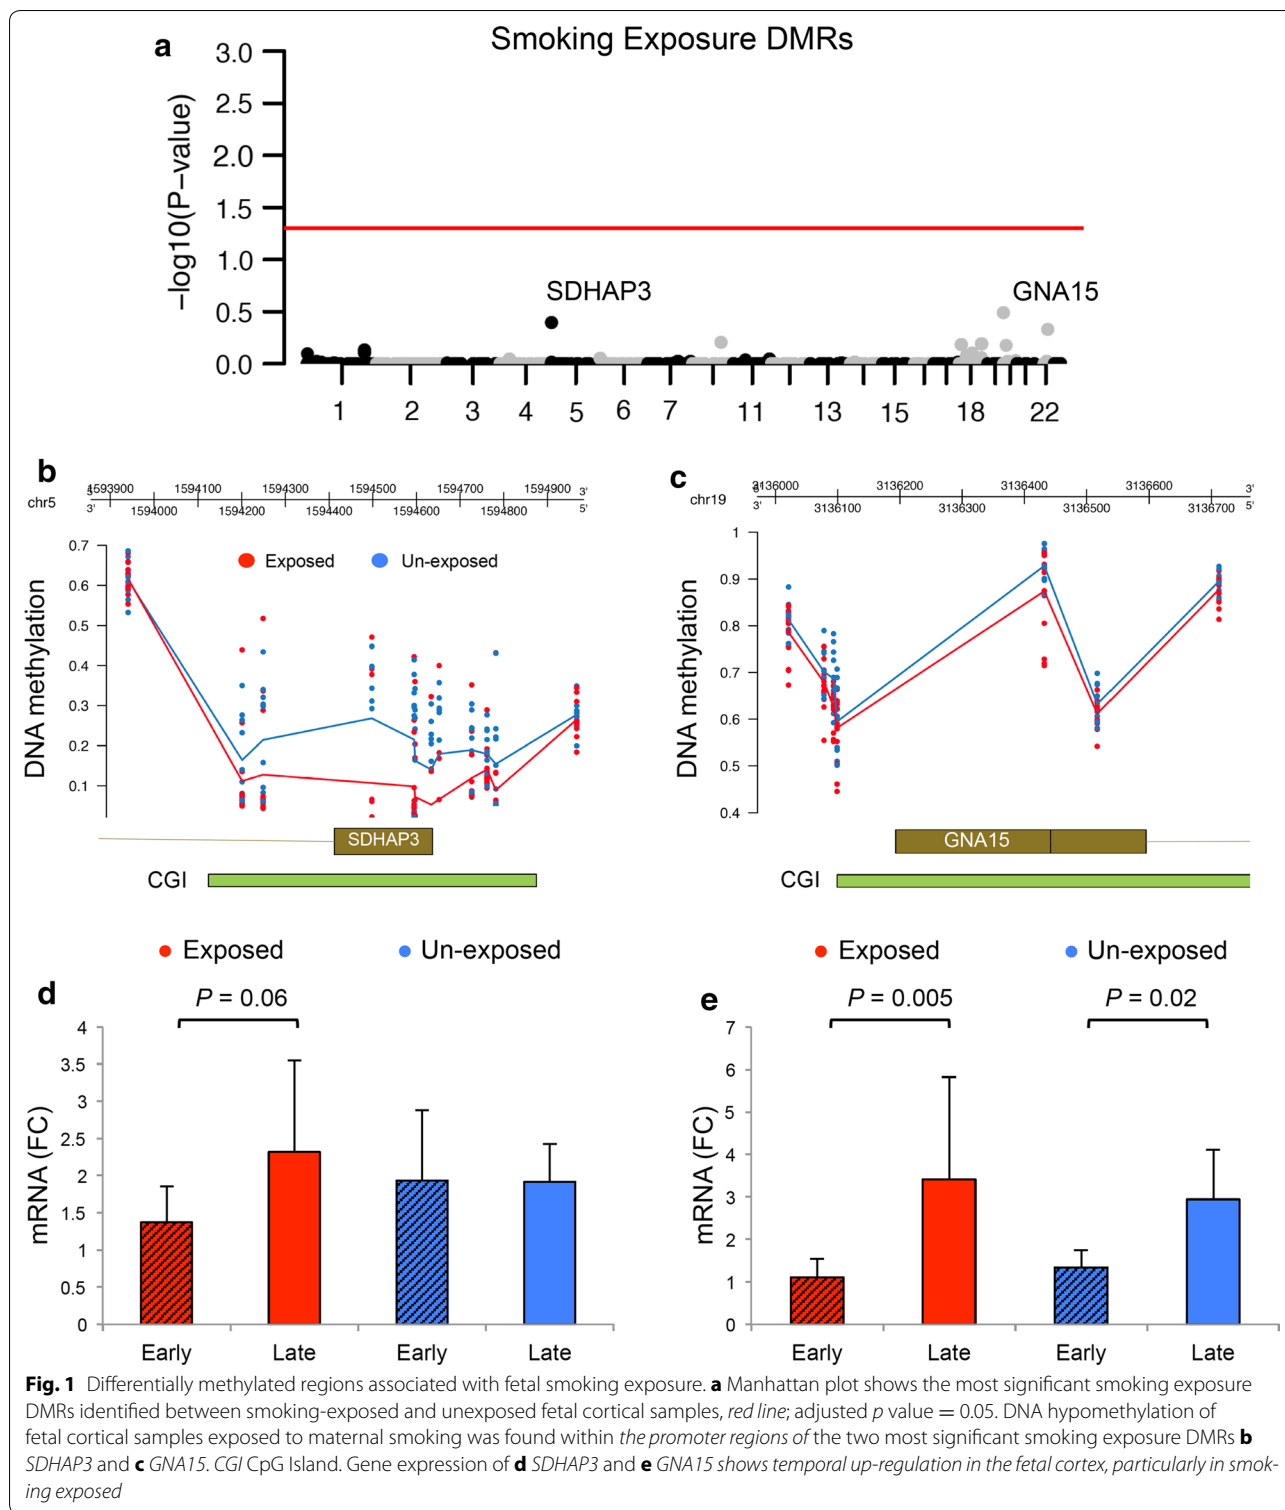 a Smoking Exposure DMRs
−log10(P−value)
3.0
2.5
2.0
1.5
1.0
0.5
0.0
SDHAP3 GNA15
1 2 3 4 5 6 7 11 13 15 18 22
b
1593900 1594100 1594300 1594500 1594700 1594900
chr5 5' 3' 3' 5'
1594000 1594200 1594400 1594600 1594800
DNA methylation
0.7
0.6
0.5
0.4
0.3
0.2
0.1
Exposed Un-exposed
SDHAP3
CGI
c
3136000 3136200 3136400 3136600
chr19 5' 3' 3' 5'
3136100 3136300 3136500 3136700
DNA methylation
1
0.9
0.8
0.7
0.6
0.5
0.4
GNA15
CGI
Exposed Un-exposed
d
P = 0.06
mRNA (FC)
4
3.5
3
2.5
2
1.5
1
0.5
0
Early Late Early Late
Exposed Un-exposed
e
P = 0.005 P = 0.02
mRNA (FC)
7
6
5
4
3
2
1
0
Early Late Early Late
Fig. 1 Differentially methylated regions associated with fetal smoking exposure. a Manhattan plot shows the most significant smoking exposure
DMRs identified between smoking-exposed and unexposed fetal cortical samples, red line; adjusted p value = 0.05. DNA hypomethylation of
fetal cortical samples exposed to maternal smoking was found within the promoter regions of the two most significant smoking exposure DMRs b
SDHAP3 and c GNA15. CGI CpG Island. Gene expression of d SDHAP3 and e GNA15 shows temporal up-regulation in the fetal cortex, particularly in smok-
ing exposed